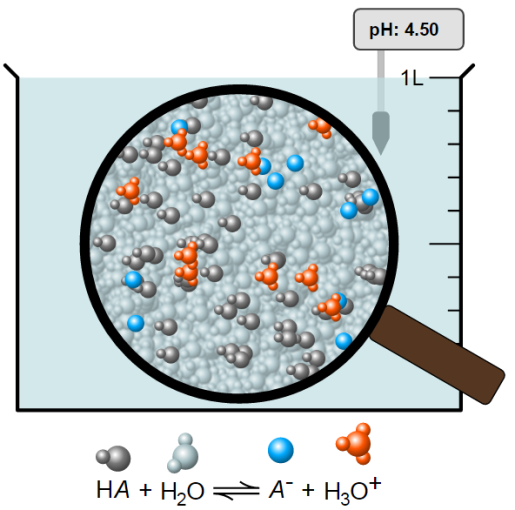 pH: 4.50
1L
HA + H₂O ⇌ A⁻ + H₃O⁺